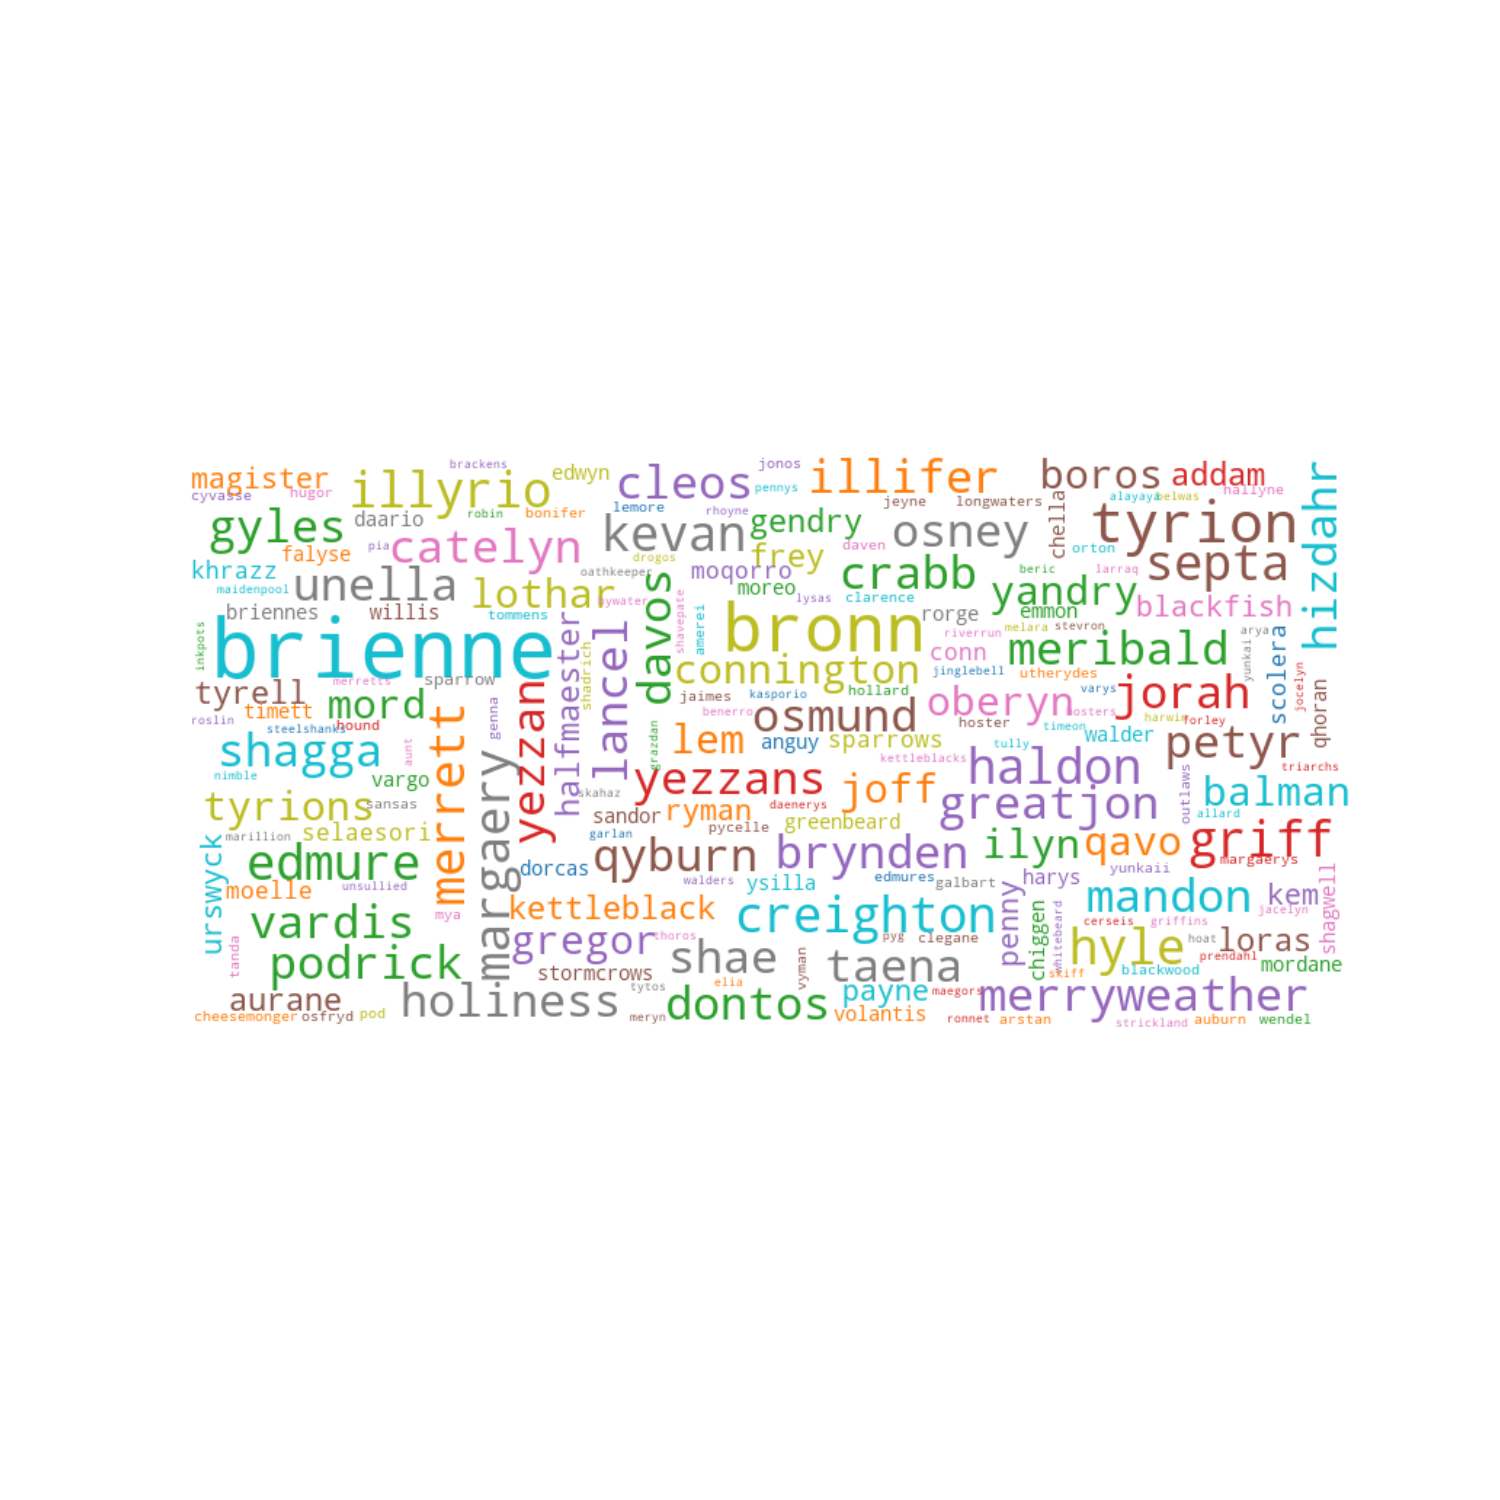 brackens
edwyn
cleos
jonos
illifer
boros
addam
hizdahr
magister
illyrio
cyvasse
hugor
pennys
jeyne
longwaters
alayaya
belwas
hallyne
lemore
rhoyne
gyles
daario
robin
bonifer
kevan
gendry
osney
chella
tyrion
falyse
pia
catelyn
drogos
frey
daven
orton
septa
khrazz
unella
lothar
oathkeeper
davos
moqorro
crabb
beric
larraq
maidenpool
moreo
yandry
blackfish
briennes
willis
tommens
bywater
shavepate
amerei
lysas
clarence
rorge
emmon
inkpots
brienne
halfmaester
shadrich
lancel
bronn
riverrun
melara
stevron
arya
yunkai
scolera
connington
conn
meribald
jinglebell
utherydes
jocelyn
qhoran
tyrell
merretts
sparrow
yezzan
genna
jaimes
kasporio
hollard
oberyn
varys
jorah
mord
merrett
timett
roslin
steelshanks
hound
benerro
osmund
hoster
hosters
timeon
harwin
forley
shagga
aunt
margaery
grazdan
lem
anguy
sparrows
tully
walder
petyr
kettleblacks
haldon
outlaws
triarchs
nimble
vargo
yezzans
joff
balman
skahaz
greatjon
tyrions
sansas
sandor
ryman
daenerys
allard
marillion
selaesori
garlan
pycelle
greenbeard
ilyn
qavo
griff
urswyck
edmure
dorcas
qyburn
brynden
margaerys
yunkaii
moelle
unsullied
walders
ysilla
edmures
galbart
harys
penny
mandon
kem
shagwell
vardis
mya
kettleblack
creighton
chiggen
whitebeard
cerseis
griffins
jacelyn
tanda
gregor
thoros
pyg
clegane
hyle
hoat
loras
podrick
stormcrows
shae
vyman
taena
skiff
blackwood
prendahl
mordane
aurane
holiness
tytos
elia
payne
maegors
merryweather
cheesemonger
osfryd
pod
meryn
dontos
volantis
ronnet
arstan
strickland
auburn
wendel